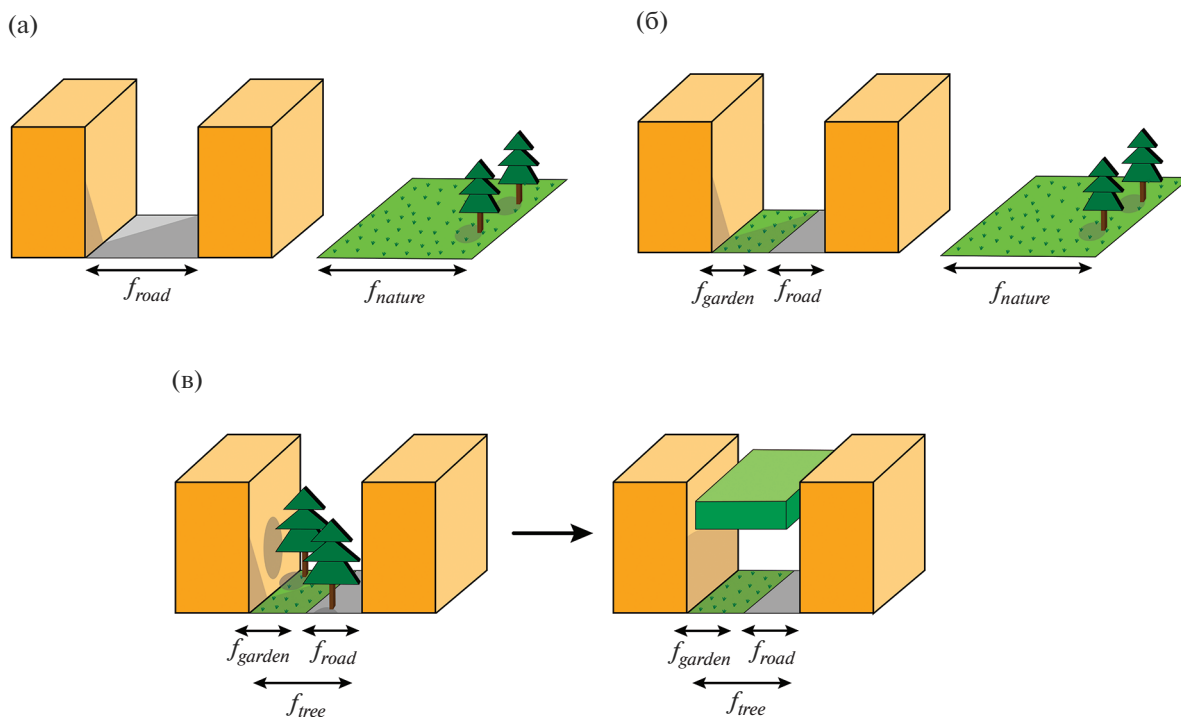 (а)
(б)
f_road
f_nature
f_garden f_road
f_nature
(в)
f_garden f_road
f_tree
f_garden f_road
f_tree